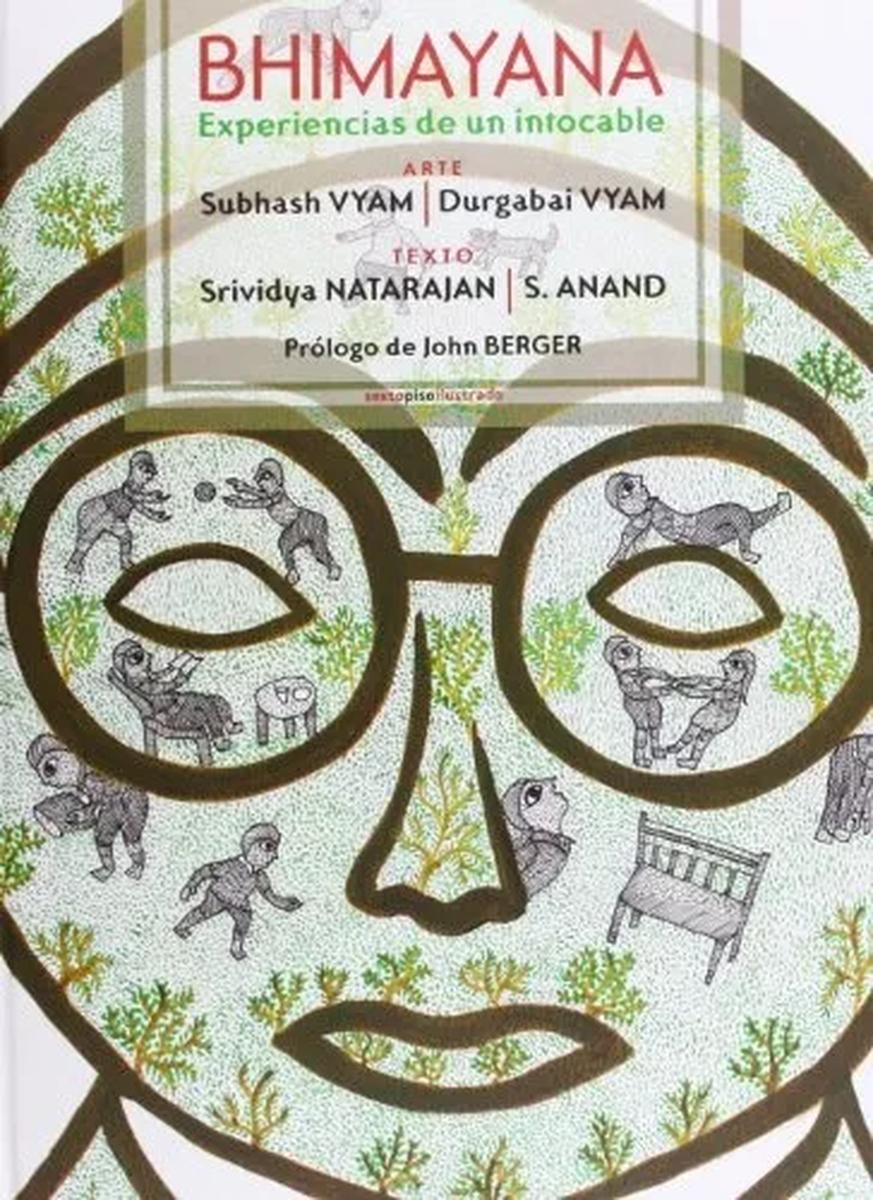 BHIMAYANA
Experiencias de un intocable
ARTE
Subhash VYAM | Durgabai VYAM
TEXTO
Srividya NATARAJAN | S. ANAND
Prólogo de John BERGER
sextopisoilustrado